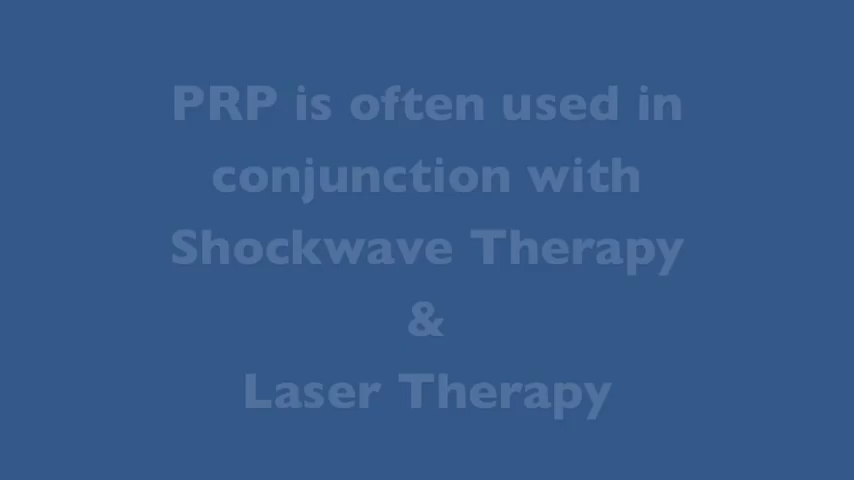 PRP is often used in
conjunction with
Shockwave Therapy
&
Laser Therapy